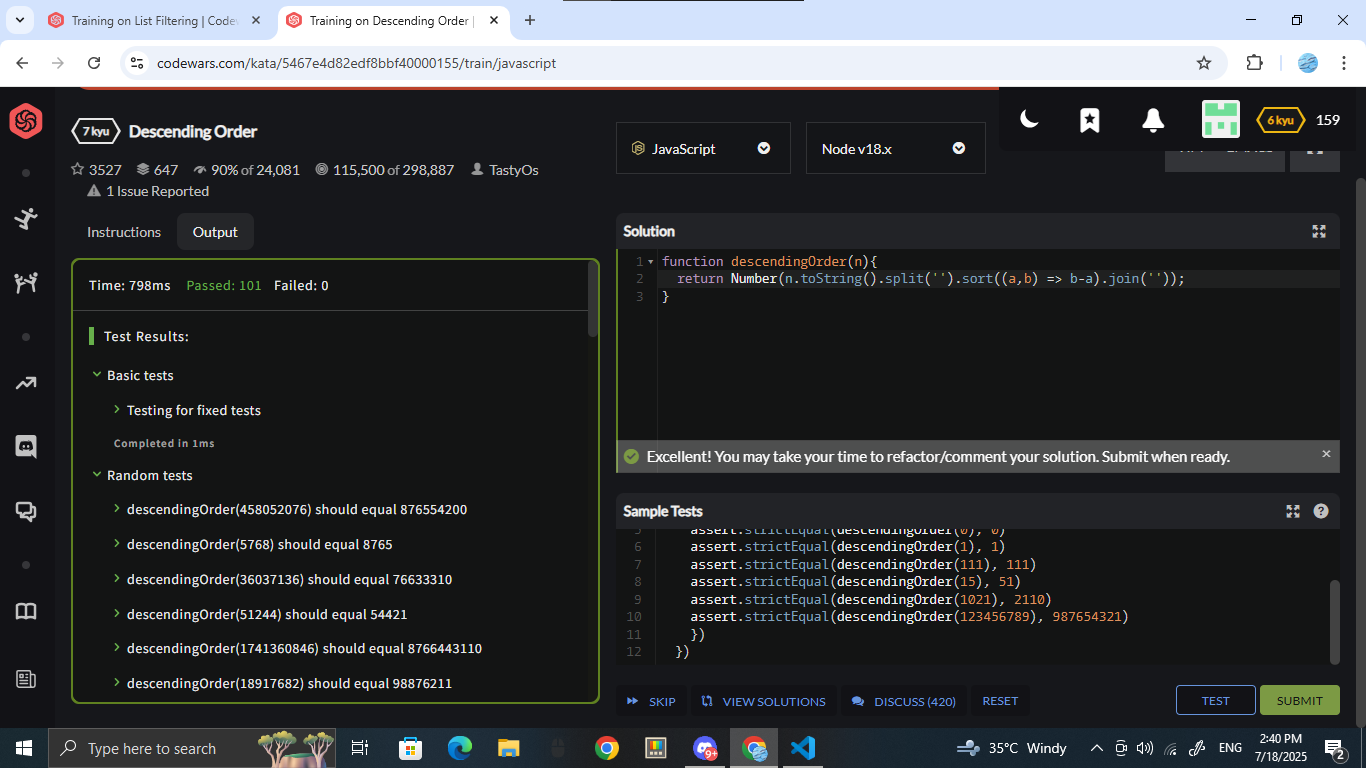 Training on List Filtering | Codew
Training on Descending Order |
codewars.com/kata/5467e4d82edf8bbf40000155/train/javascript
7 kyu
Descending Order
6 kyu
159
3527
647
90% of 24,081
115,500 of 298,887
TastyOs
1 Issue Reported
JavaScript
Node v18.x
Instructions
Output
Time: 798ms Passed: 101 Failed: 0
Test Results:
Basic tests
Testing for fixed tests
Completed in 1ms
Random tests
descendingOrder(458052076) should equal 876554200
descendingOrder(5768) should equal 8765
descendingOrder(36037136) should equal 76633310
descendingOrder(51244) should equal 54421
descendingOrder(1741360846) should equal 8766443110
descendingOrder(18917682) should equal 98876211
Solution
1 function descendingOrder(n){
2 return Number(n.toString().split('').sort((a,b) => b-a).join(''));
3 }
Excellent! You may take your time to refactor/comment your solution. Submit when ready.
Sample Tests
5 assert.strictEqual(descendingOrder(0), 0)
6 assert.strictEqual(descendingOrder(1), 1)
7 assert.strictEqual(descendingOrder(111), 111)
8 assert.strictEqual(descendingOrder(15), 51)
9 assert.strictEqual(descendingOrder(1021), 2110)
10 assert.strictEqual(descendingOrder(123456789), 987654321)
11 })
12 })
SKIP
VIEW SOLUTIONS
DISCUSS (420)
RESET
TEST
SUBMIT
Type here to search
9+
35°C Windy
ENG
2:40 PM
7/18/2025
2